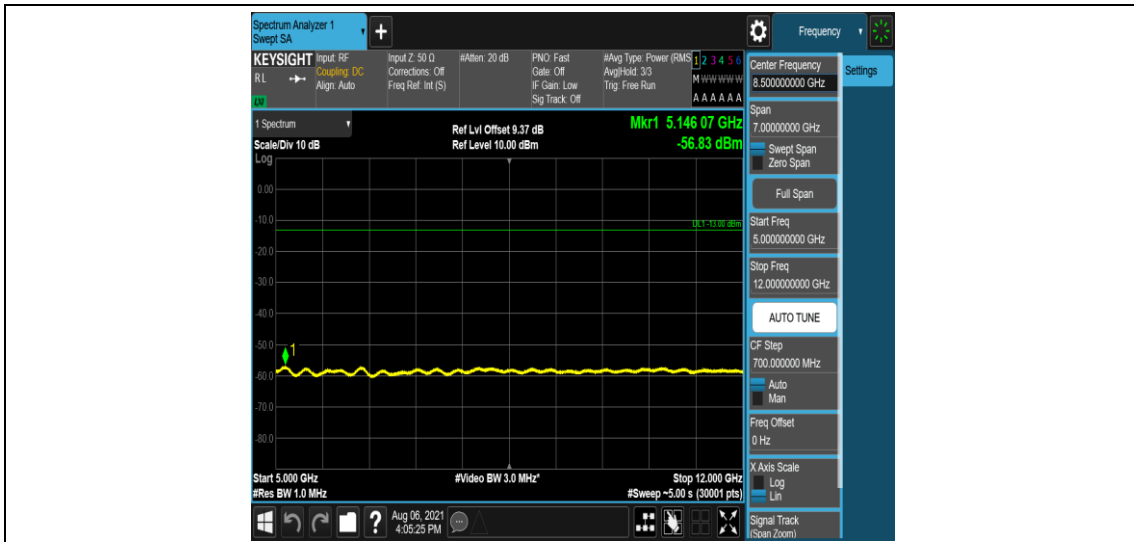 Spectrum Analyzer 1
Swept SA
+
Frequency
KEYSIGHT
RL
LM
Input: RF
Coupling: DC
Align: Auto
Input Z: 50 Ω
Corrections: Off
Freq Ref: Int (S)
#Atten: 20 dB
PNO: Fast
Gate: Off
IF Gain: Low
Sig Track: Off
#Avg Type: Power (RMS
Avg|Hold: 3/3
Trig: Free Run
1 2 3 4 5 6
M W W W W W
A A A A A A
1 Spectrum
Scale/Div 10 dB
Log
Ref Lvl Offset 9.37 dB
Ref Level 10.00 dBm
Mkr1 5.146 07 GHz
-56.83 dBm
0.00
-10.0
DL1 -13.00 dBm
-20.0
-30.0
-40.0
-50.0
1
-60.0
-70.0
-80.0
Start 5.000 GHz
#Res BW 1.0 MHz
#Video BW 3.0 MHz*
Stop 12.000 GHz
#Sweep ~5.00 s (30001 pts)
?
Aug 06, 2021
4:05:25 PM
Center Frequency
8.500000000 GHz
Settings
Span
7.00000000 GHz
Swept Span
Zero Span
Full Span
Start Freq
5.000000000 GHz
Stop Freq
12.000000000 GHz
AUTO TUNE
CF Step
700.000000 MHz
Auto
Man
Freq Offset
0 Hz
X Axis Scale
Log
Lin
Signal Track
(Span Zoom)